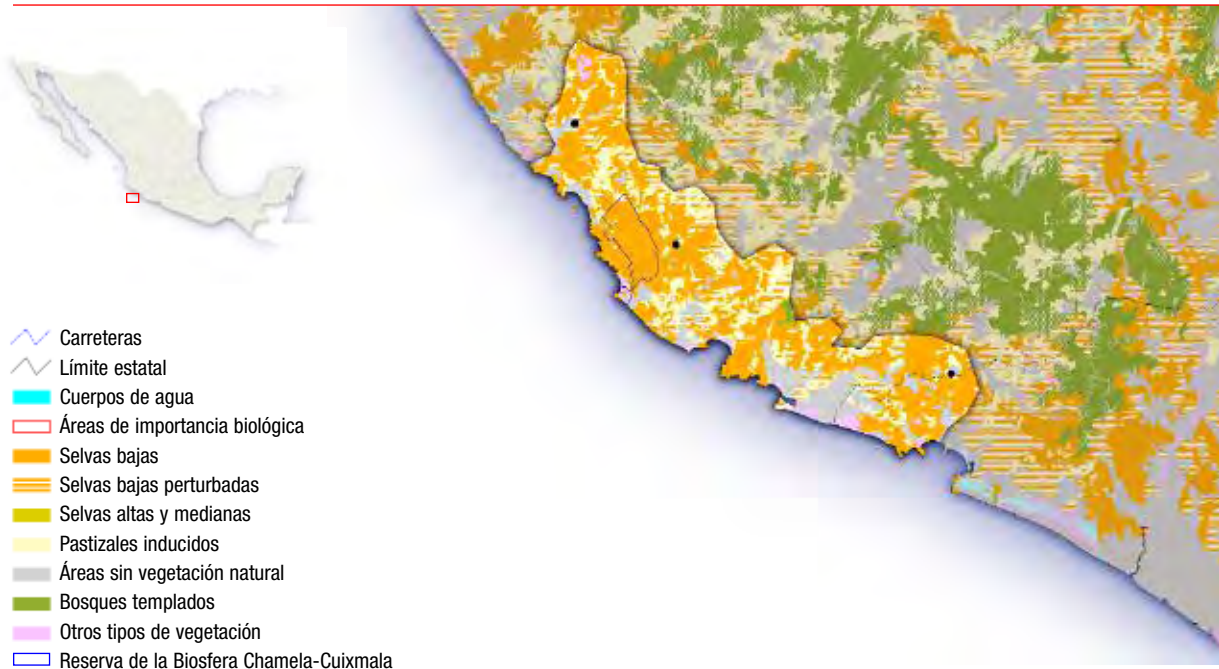 Carreteras
Límite estatal
Cuerpos de agua
Áreas de importancia biológica
Selvas bajas
Selvas bajas perturbadas
Selvas altas y medianas
Pastizales inducidos
Áreas sin vegetación natural
Bosques templados
Otros tipos de vegetación
Reserva de la Biosfera Chamela-Cuixmala